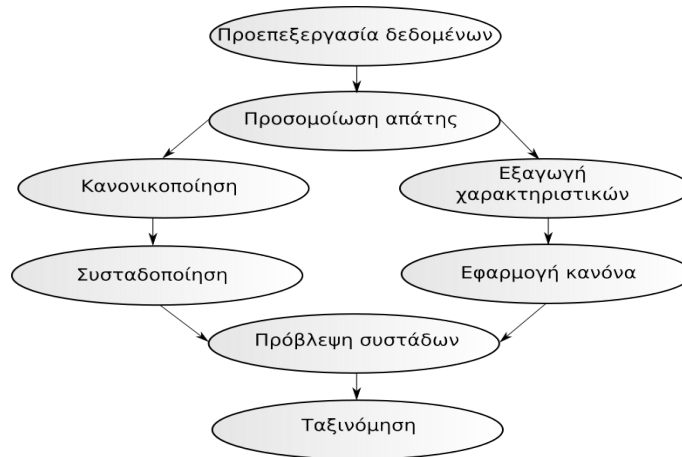 Προεπεξεργασία δεδομένων
Προσομοίωση απάτης
Κανονικοποίηση
Εξαγωγή
χαρακτηριστικών
Συσταδοποίηση
Εφαρμογή κανόνα
Πρόβλεψη συστάδων
Ταξινόμηση